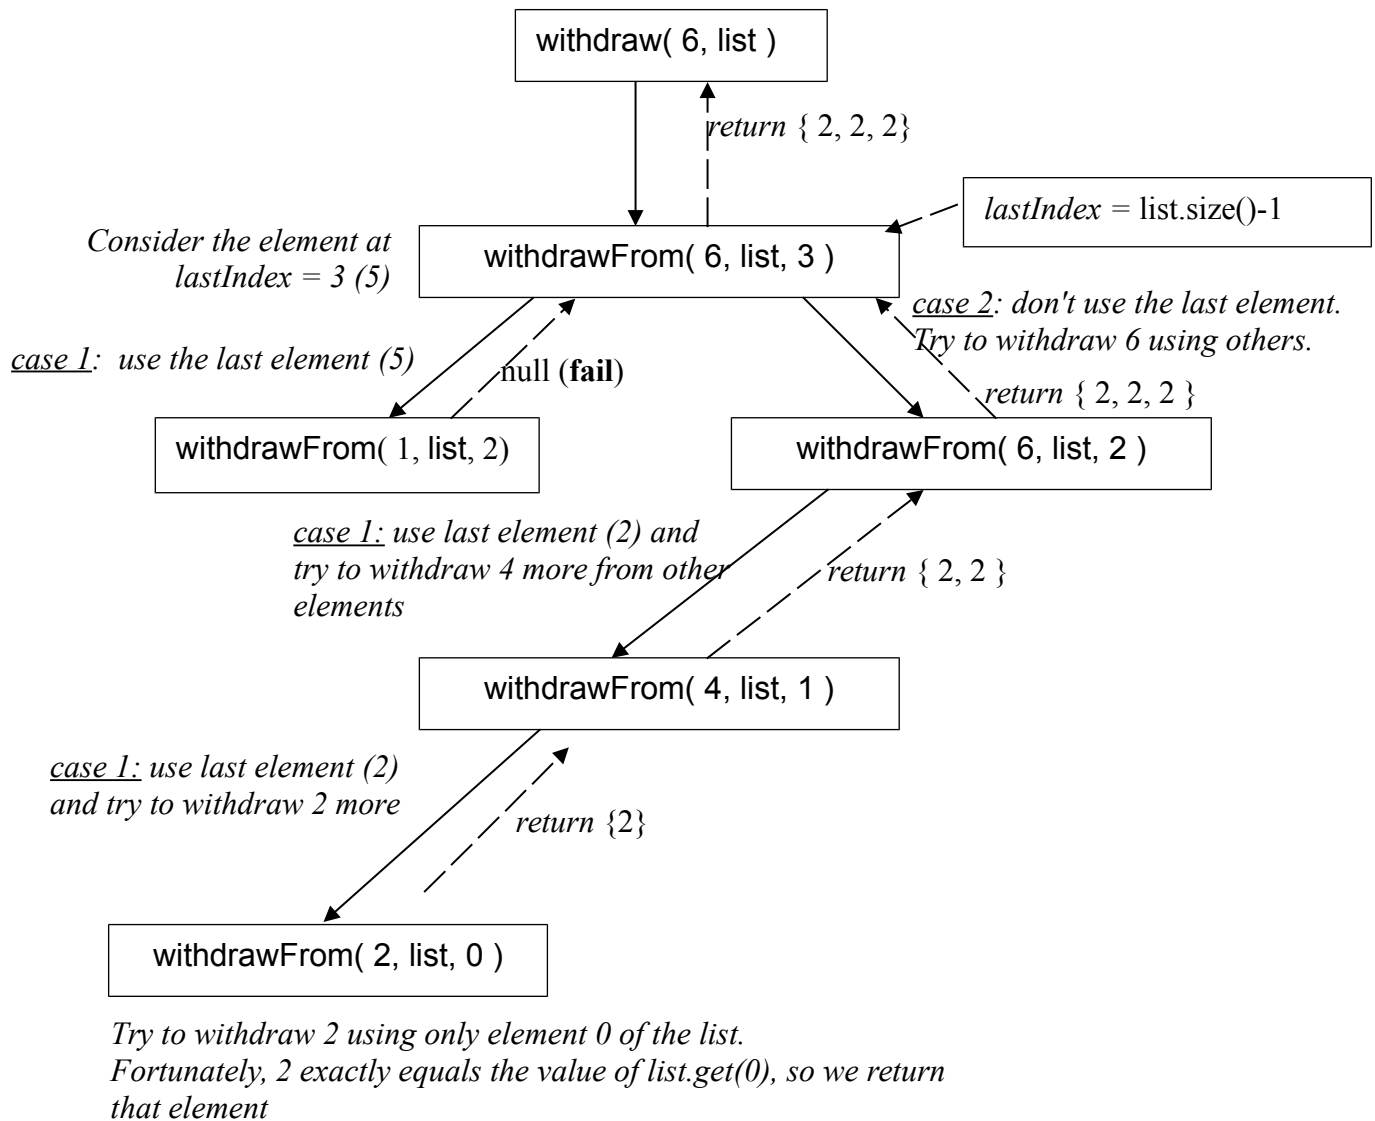 withdraw( 6, list )
return { 2, 2, 2}
lastIndex = list.size()-1
Consider the element at
lastIndex = 3 (5)
withdrawFrom( 6, list, 3 )
case 2: don't use the last element.
Try to withdraw 6 using others.
case 1:  use the last element (5)
null (fail)
return { 2, 2, 2 }
withdrawFrom( 1, list, 2)
withdrawFrom( 6, list, 2 )
case 1: use last element (2) and
try to withdraw 4 more from other
elements
return { 2, 2 }
withdrawFrom( 4, list, 1 )
case 1: use last element (2)
and try to withdraw 2 more
return {2}
withdrawFrom( 2, list, 0 )
Try to withdraw 2 using only element 0 of the list.
Fortunately, 2 exactly equals the value of list.get(0), so we return
that element